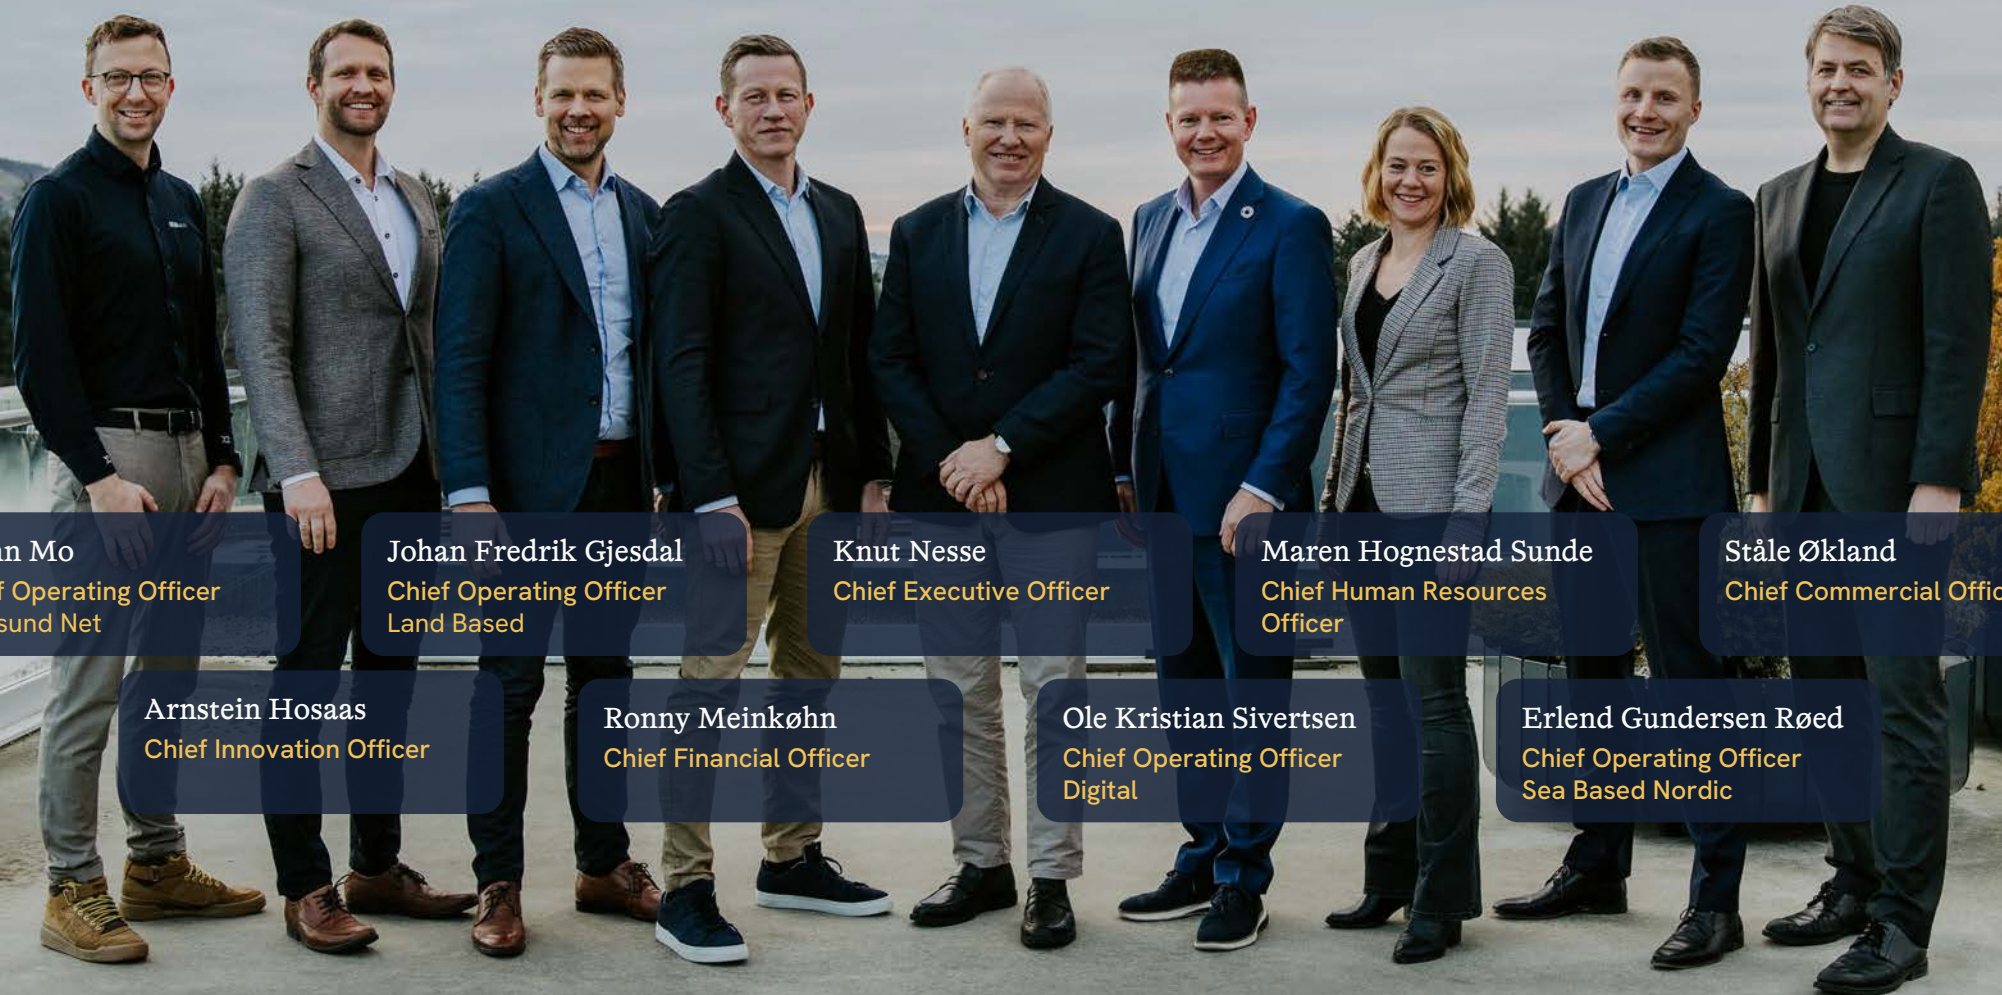 n Mo
Operating Officer
sund Net
Johan Fredrik Gjesdal
Chief Operating Officer
Land Based
Knut Nesse
Chief Executive Officer
Maren Hognestad Sunde
Chief Human Resources
Officer
Ståle Økland
Chief Commercial Offic
Arnstein Hosaas
Chief Innovation Officer
Ronny Meinkøhn
Chief Financial Officer
Ole Kristian Sivertsen
Chief Operating Officer
Digital
Erlend Gundersen Røed
Chief Operating Officer
Sea Based Nordic